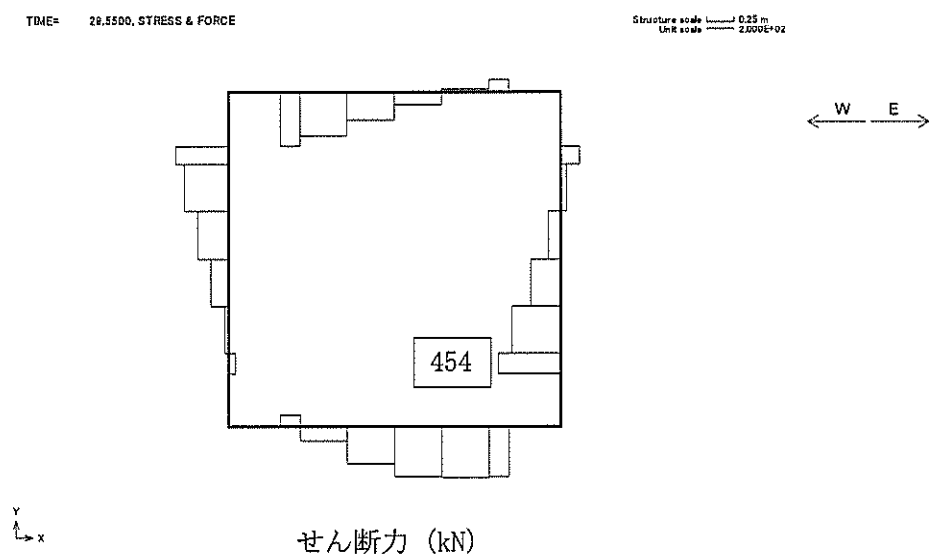 TIME= 29.5500, STRESS & FORCE
Structure scale 0.25 m
Unit scale 2.000E+02
W E
454
Y
X
せん断力 (kN)